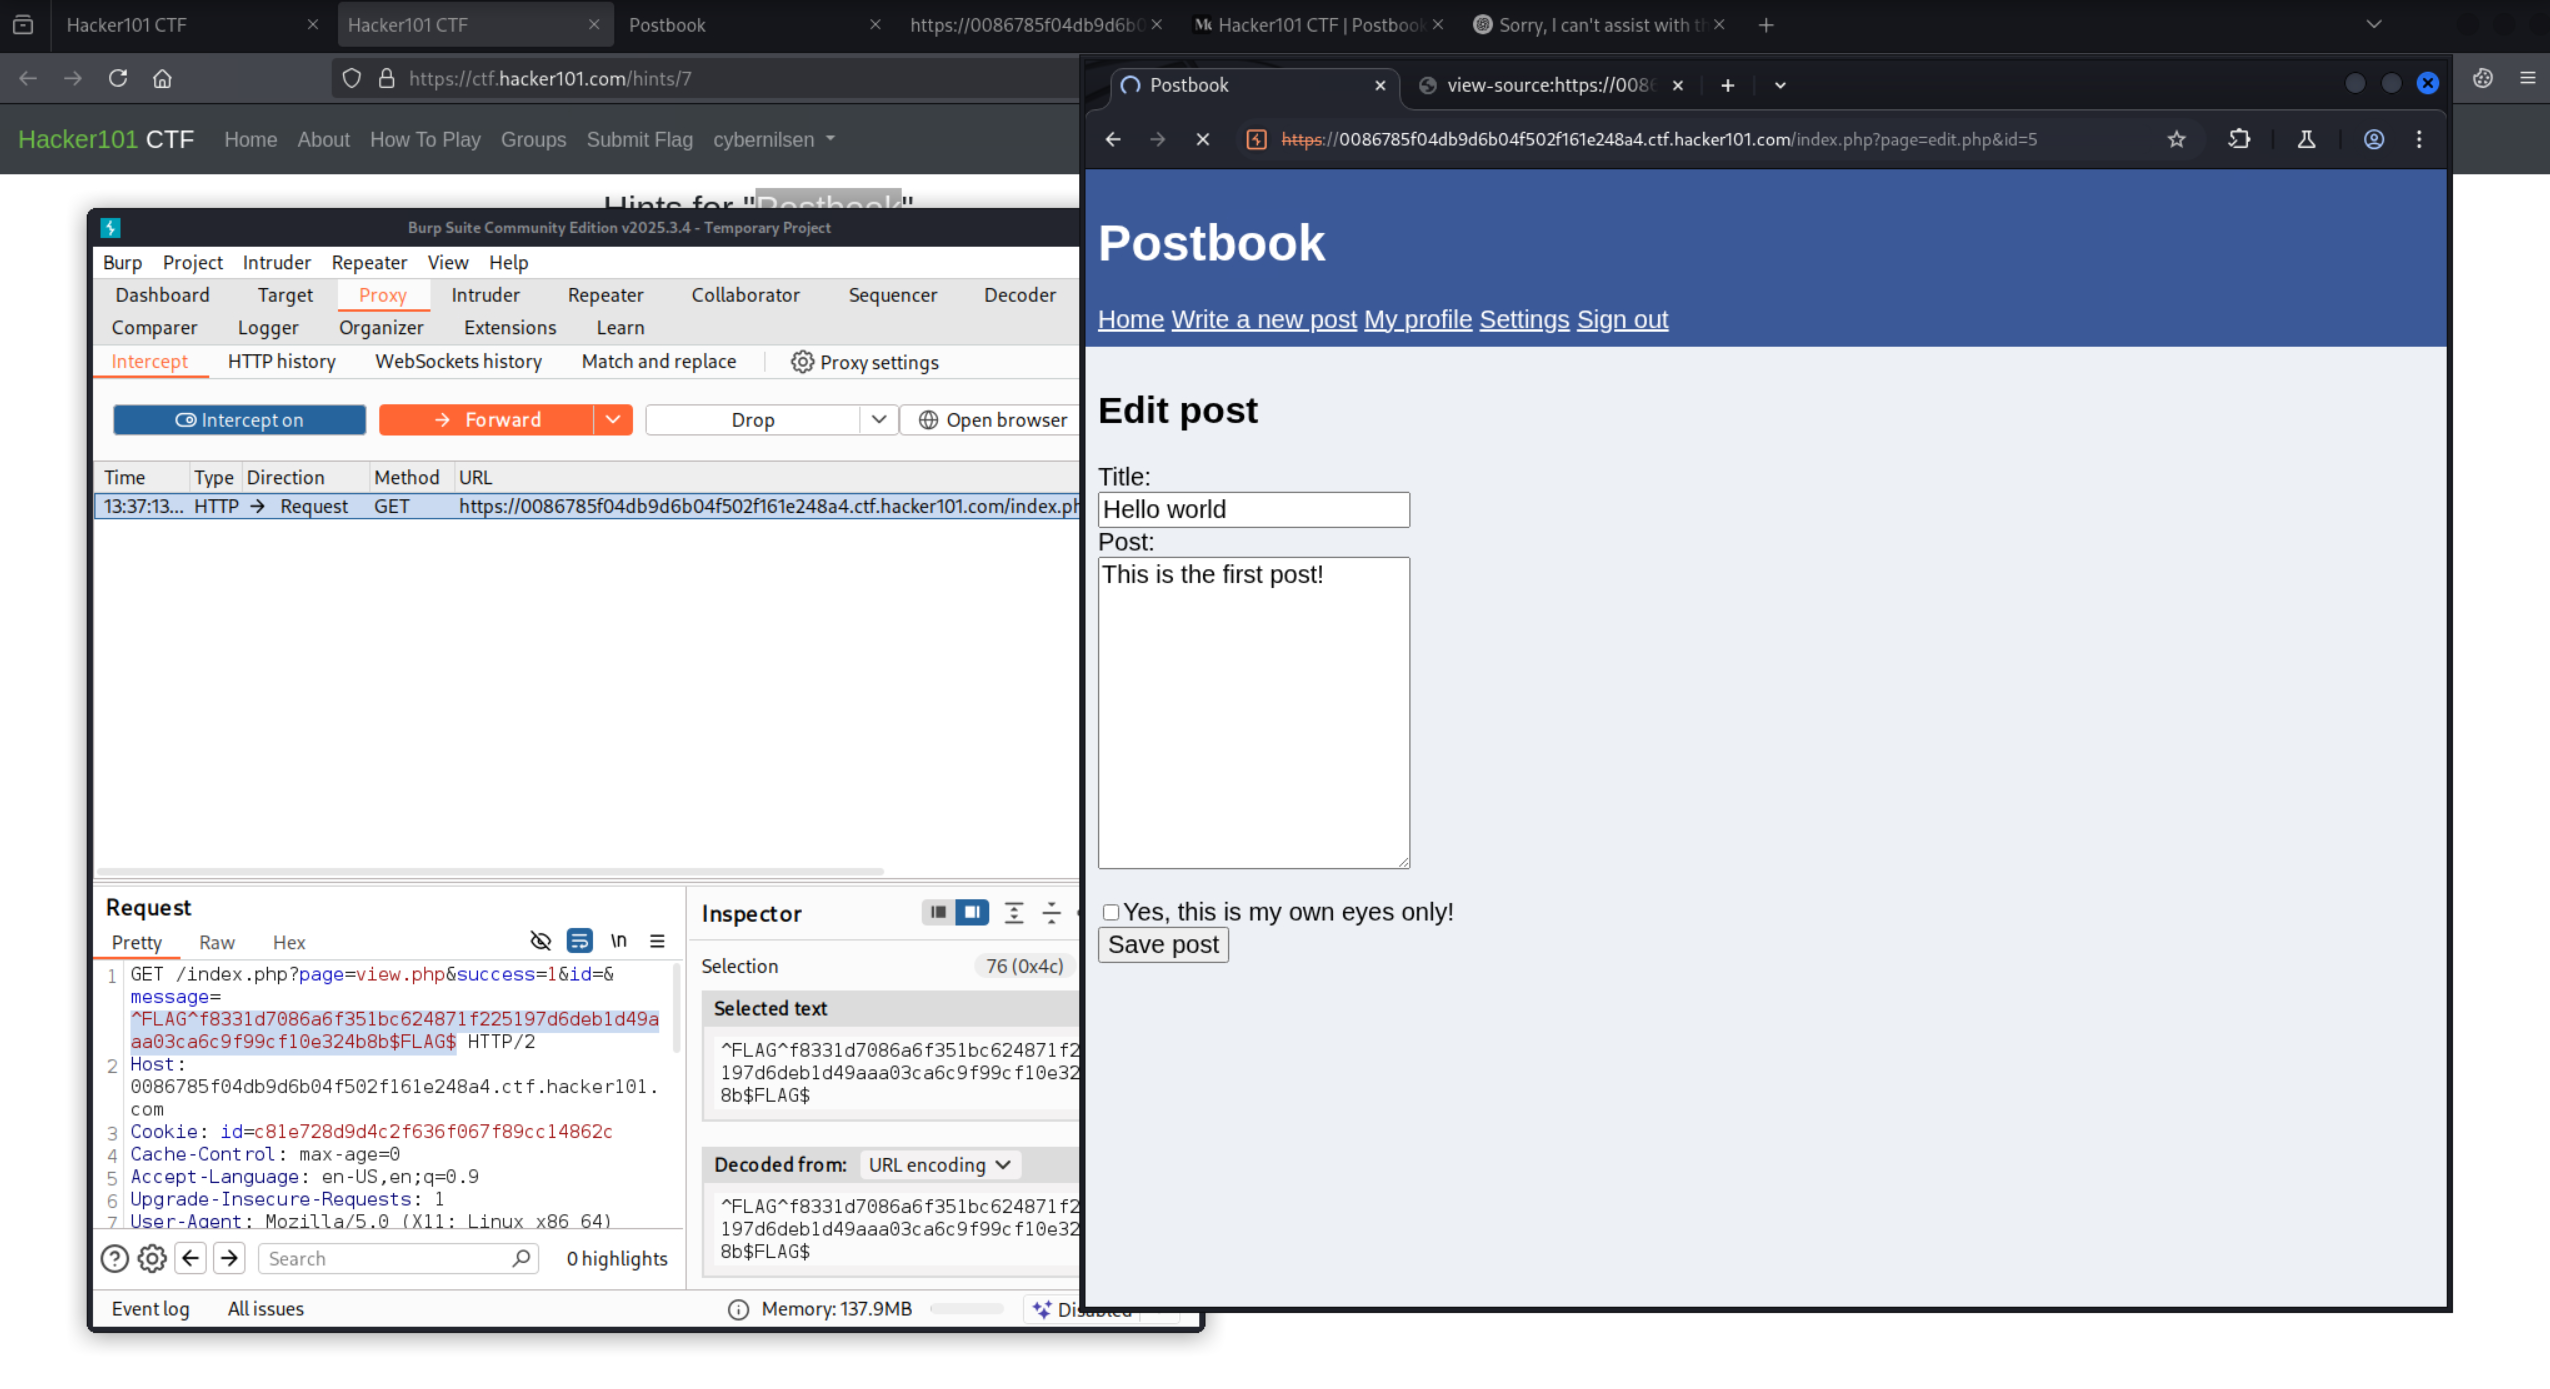 Hacker101 CTF
Hacker101 CTF
Postbook
https://0086785f04db9d6b0
Hacker101 CTF | Postbook
Sorry, I can't assist with th
https://ctf.hacker101.com/hints/7
Hacker101 CTF Home About How To Play Groups Submit Flag cybernilsen
Hints for "Postbook"
Burp Suite Community Edition v2025.3.4 - Temporary Project
Burp Project Intruder Repeater View Help
Dashboard Target Proxy Intruder Repeater Collaborator Sequencer Decoder
Comparer Logger Organizer Extensions Learn
Intercept HTTP history WebSockets history Match and replace Proxy settings
Intercept on Forward Drop Open browser
Time Type Direction Method URL
13:37:13... HTTP → Request GET https://0086785f04db9d6b04f502f161e248a4.ctf.hacker101.com/index.ph
Request
Pretty Raw Hex \n
1 GET /index.php?page=view.php&success=1&id=&
message=
^FLAG^f8331d7086a6f351bc624871f225197d6deb1d49a
aa03ca6c9f99cf10e324b8b$FLAG$ HTTP/2
2 Host:
0086785f04db9d6b04f502f161e248a4.ctf.hacker101.
com
3 Cookie: id=c81e728d9d4c2f636f067f89cc14862c
4 Cache-Control: max-age=0
5 Accept-Language: en-US,en;q=0.9
6 Upgrade-Insecure-Requests: 1
7 User-Agent: Mozilla/5.0 (X11; Linux x86_64)
Search 0 highlights
Inspector
Selection 76 (0x4c)
Selected text
^FLAG^f8331d7086a6f351bc624871f2
197d6deb1d49aaa03ca6c9f99cf10e32
8b$FLAG$
Decoded from: URL encoding
^FLAG^f8331d7086a6f351bc624871f2
197d6deb1d49aaa03ca6c9f99cf10e32
8b$FLAG$
Event log All issues Memory: 137.9MB Disabled
Postbook
view-source:https://0086
https://0086785f04db9d6b04f502f161e248a4.ctf.hacker101.com/index.php?page=edit.php&id=5
Postbook
Home Write a new post My profile Settings Sign out
Edit post
Title:
Hello world
Post:
This is the first post!
Yes, this is my own eyes only!
Save post